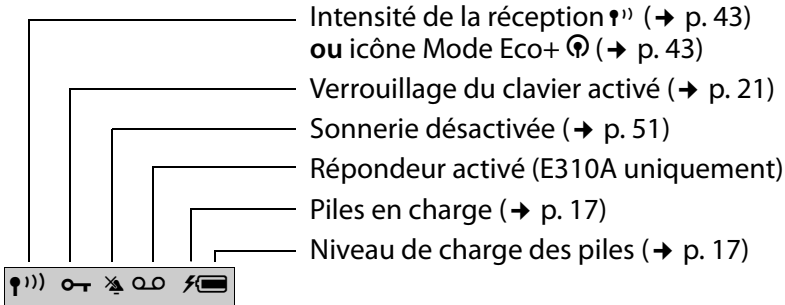 Intensité de la réception (➔ p. 43)
ou icône Mode Eco+ (➔ p. 43)
Verrouillage du clavier activé (➔ p. 21)
Sonnerie désactivée (➔ p. 51)
Répondeur activé (E310A uniquement)
Piles en charge (➔ p. 17)
Niveau de charge des piles (➔ p. 17)